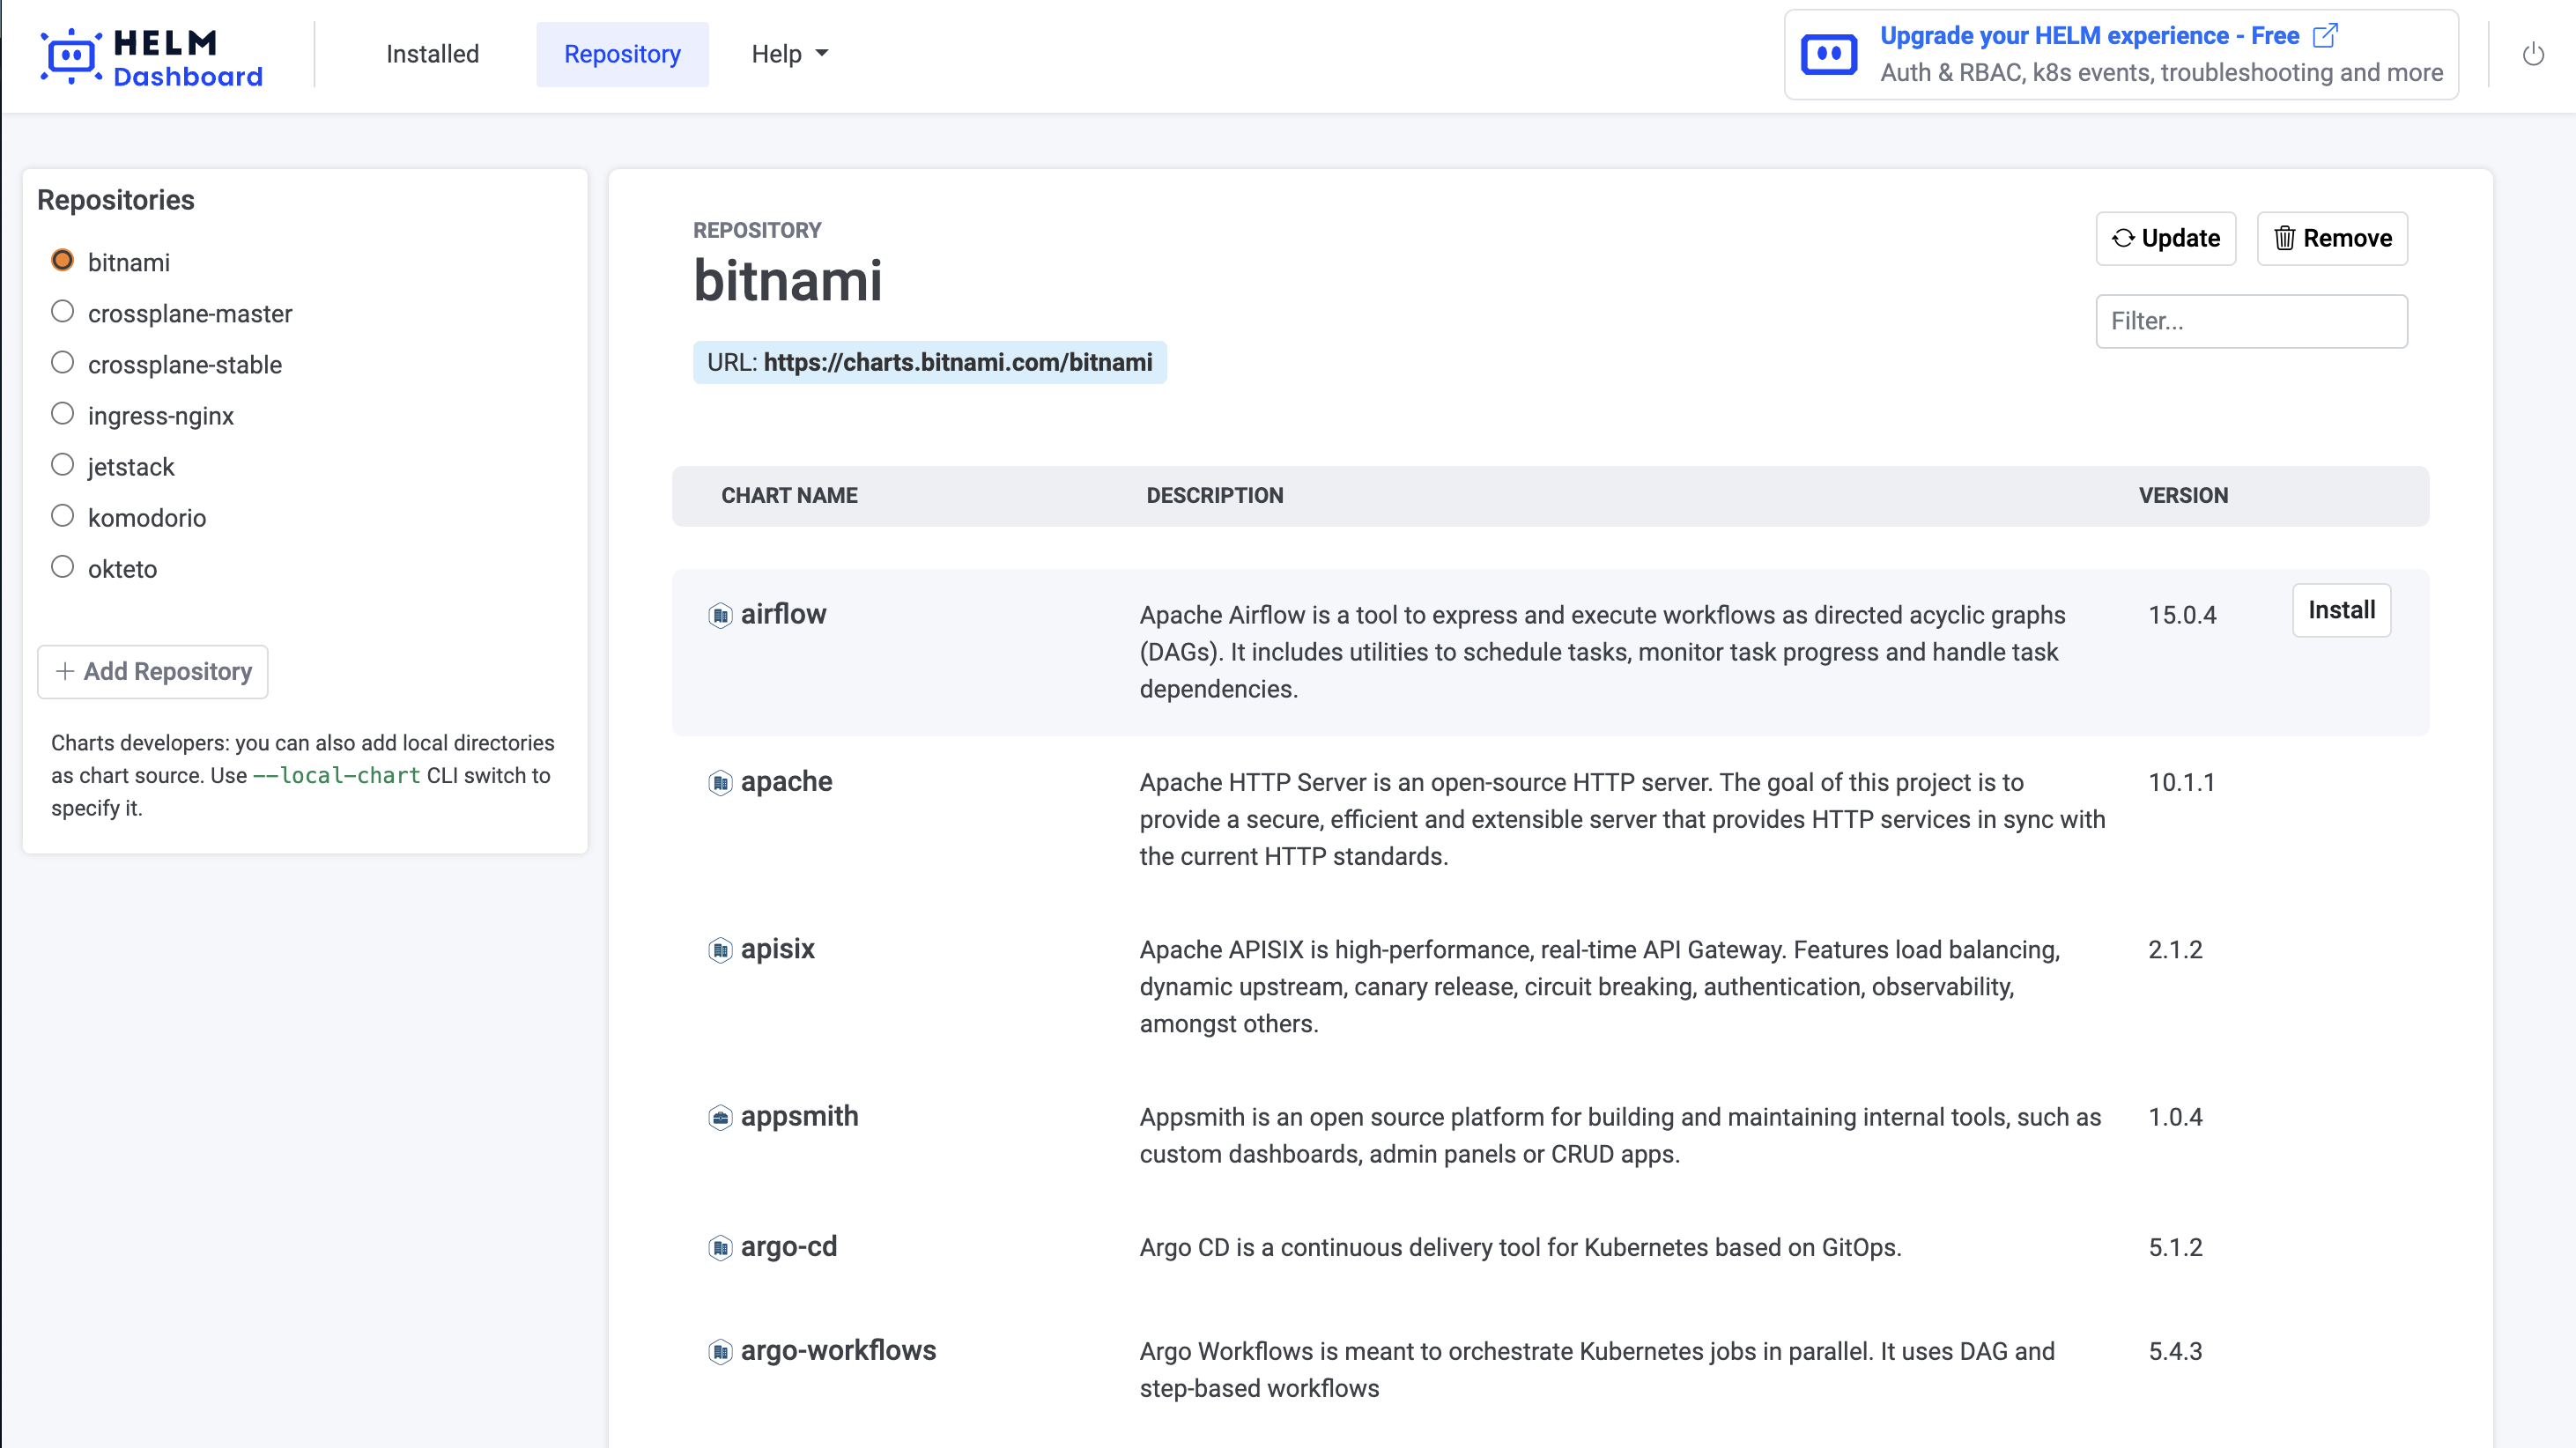 HELM
Dashboard
Installed
Repository
Help
Upgrade your HELM experience - Free
Auth & RBAC, k8s events, troubleshooting and more
Repositories
bitnami
crossplane-master
crossplane-stable
ingress-nginx
jetstack
komodorio
okteto
Add Repository
Charts developers: you can also add local directories
as chart source. Use --local-chart CLI switch to
specify it.
REPOSITORY
bitnami
URL: https://charts.bitnami.com/bitnami
Update
Remove
Filter...
CHART NAME DESCRIPTION VERSION
airflow
Apache Airflow is a tool to express and execute workflows as directed acyclic graphs
(DAGs). It includes utilities to schedule tasks, monitor task progress and handle task
dependencies.
15.0.4
Install
apache
Apache HTTP Server is an open-source HTTP server. The goal of this project is to
provide a secure, efficient and extensible server that provides HTTP services in sync with
the current HTTP standards.
10.1.1
apisix
Apache APISIX is high-performance, real-time API Gateway. Features load balancing,
dynamic upstream, canary release, circuit breaking, authentication, observability,
amongst others.
2.1.2
appsmith
Appsmith is an open source platform for building and maintaining internal tools, such as
custom dashboards, admin panels or CRUD apps.
1.0.4
argo-cd
Argo CD is a continuous delivery tool for Kubernetes based on GitOps.
5.1.2
argo-workflows
Argo Workflows is meant to orchestrate Kubernetes jobs in parallel. It uses DAG and
step-based workflows
5.4.3